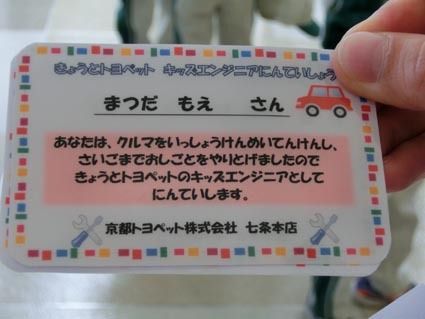 きょうとトヨペット キッズエンジニアにんていしょう
まつだ もえ さん
あなたは、クルマをいっしょうけんめいてんけんし、
さいごまでおしごとをやりとげましたので
きょうとトヨペットのキッズエンジニアとして
にんていします。
京都トヨペット株式会社 七条本店